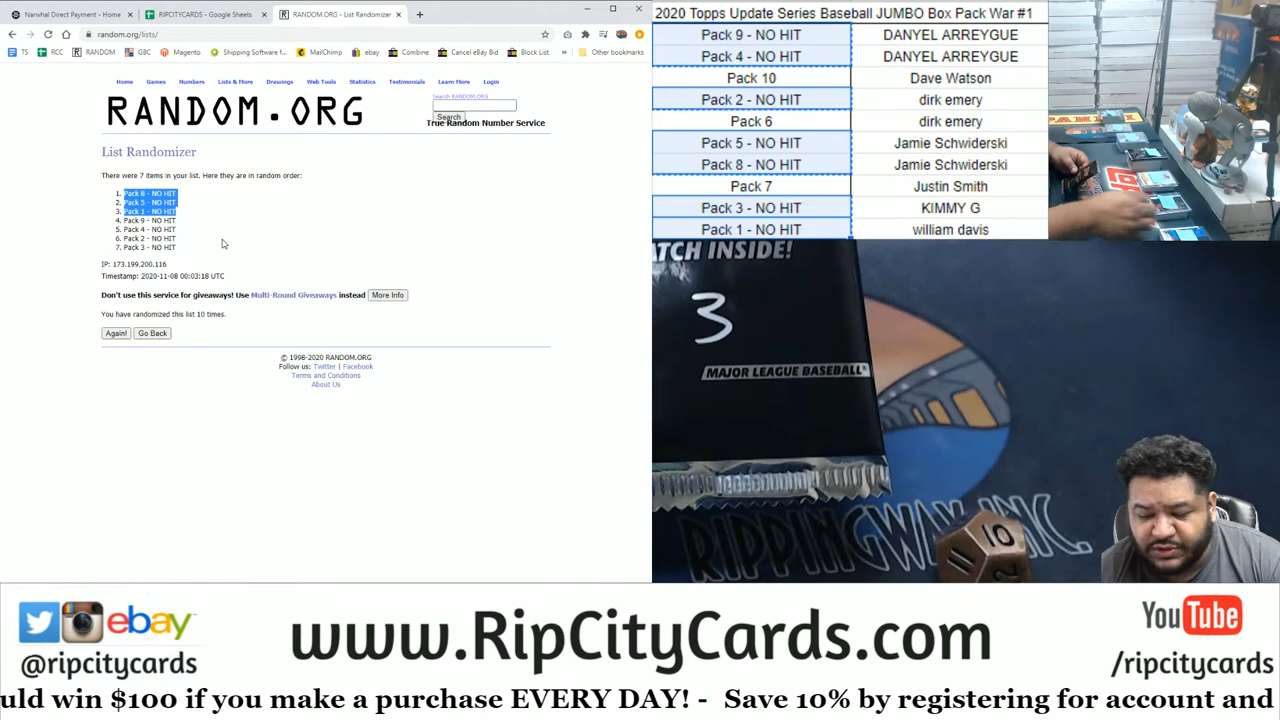 Narwhal Direct Payment - Home
RIPCITYCARDS - Google Sheets
RANDOM.ORG - List Randomizer
random.org/lists/
TS
RCC
RANDOM
GBC
Magento
Shipping Software f...
MailChimp
ebay
Combine
Cancel eBay Bid
Block List
Other bookmarks
Home
Games
Numbers
Lists & More
Drawings
Web Tools
Statistics
Testimonials
Learn More
Login
RANDOM.ORG
Search RANDOM.ORG
Search
True Random Number Service
List Randomizer
There were 7 items in your list. Here they are in random order:
1. Pack 8 - NO HIT
2. Pack 5 - NO HIT
3. Pack 1 - NO HIT
4. Pack 9 - NO HIT
5. Pack 4 - NO HIT
6. Pack 2 - NO HIT
7. Pack 3 - NO HIT
IP: 173.199.200.116
Timestamp: 2020-11-08 00:03:18 UTC
Don't use this service for giveaways! Use Multi-Round Giveaways instead More Info
You have randomized this list 10 times.
Again! Go Back
© 1998-2020 RANDOM.ORG
Follow us: Twitter | Facebook
Terms and Conditions
About Us
2020 Topps Update Series Baseball JUMBO Box Pack War #1
Pack 9 - NO HIT DANYEL ARREYGUE
Pack 4 - NO HIT DANYEL ARREYGUE
Pack 10 Dave Watson
Pack 2 - NO HIT dirk emery
Pack 6 dirk emery
Pack 5 - NO HIT Jamie Schwiderski
Pack 8 - NO HIT Jamie Schwiderski
Pack 7 Justin Smith
Pack 3 - NO HIT KIMMY G
Pack 1 - NO HIT william davis
ATCH INSIDE!
3
MAJOR LEAGUE BASEBALL
RIPPINGWAX INC.
10
11
2
ebay
@ripcitycards
www.RipCityCards.com
YouTube
/ripcitycards
uld win $100 if you make a purchase EVERY DAY! - Save 10% by registering for account and